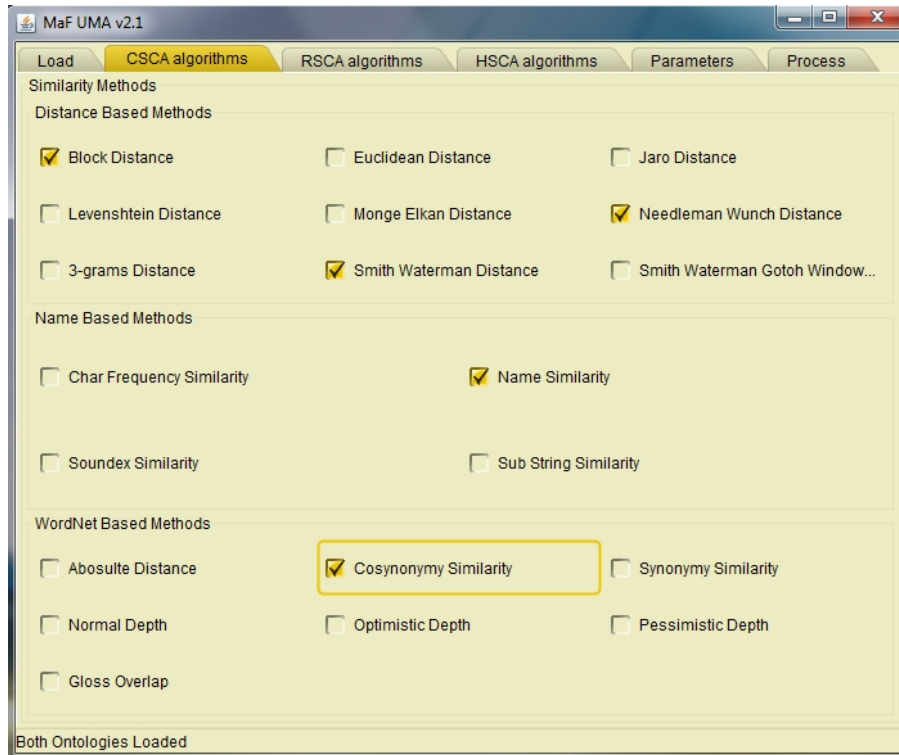 MaF UMA v2.1
Load CSCA algorithms RSCA algorithms HSCA algorithms Parameters Process
Similarity Methods
Distance Based Methods
Block Distance Euclidean Distance Jaro Distance
Levenshtein Distance Monge Elkan Distance Needleman Wunch Distance
3-grams Distance Smith Waterman Distance Smith Waterman Gotoh Window...
Name Based Methods
Char Frequency Similarity Name Similarity
Soundex Similarity Sub String Similarity
WordNet Based Methods
Abosulte Distance Cosynonymy Similarity Synonymy Similarity
Normal Depth Optimistic Depth Pessimistic Depth
Gloss Overlap
Both Ontologies Loaded